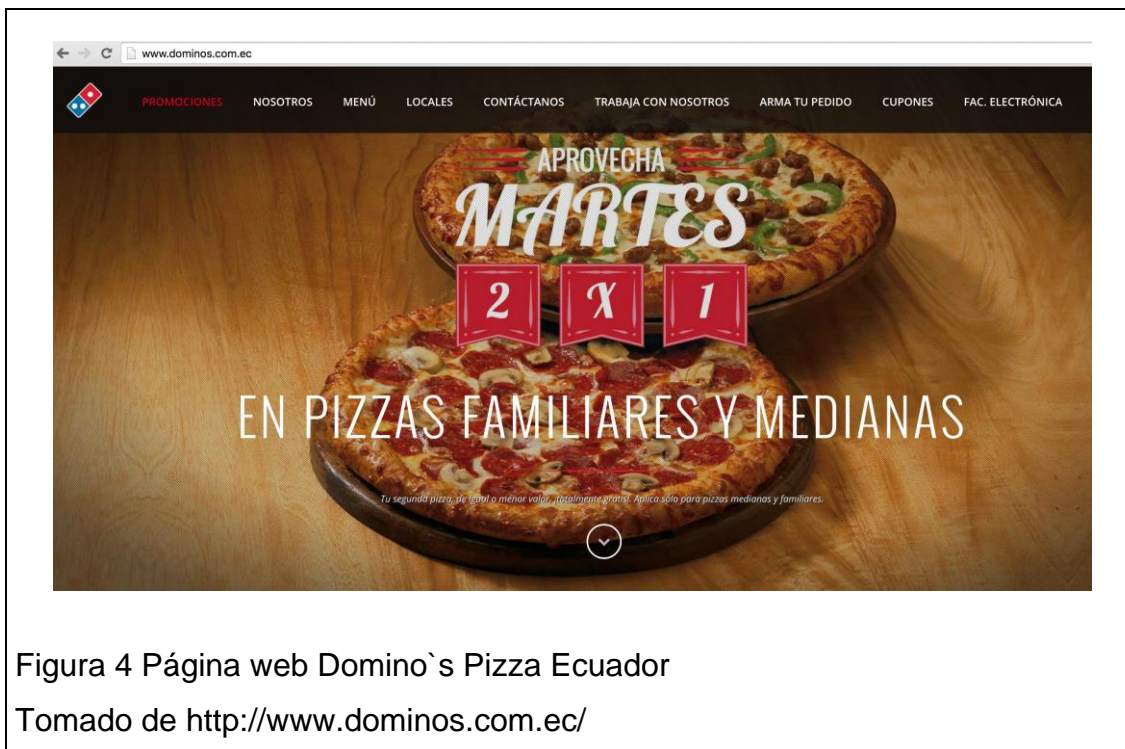 www.dominos.com.ec
PROMOCIONES NOSOTROS MENÚ LOCALES CONTÁCTANOS TRABAJA CON NOSOTROS ARMA TU PEDIDO CUPONES FAC. ELECTRÓNICA
APROVECHA
MARTES
2 X 1
EN PIZZAS FAMILIARES Y MEDIANAS
Tu segunda pizza, de igual o menor valor, ¡totalmente gratis!. Aplica sólo para pizzas medianas y familiares.
Figura 4 Página web Domino`s Pizza Ecuador
Tomado de http://www.dominos.com.ec/